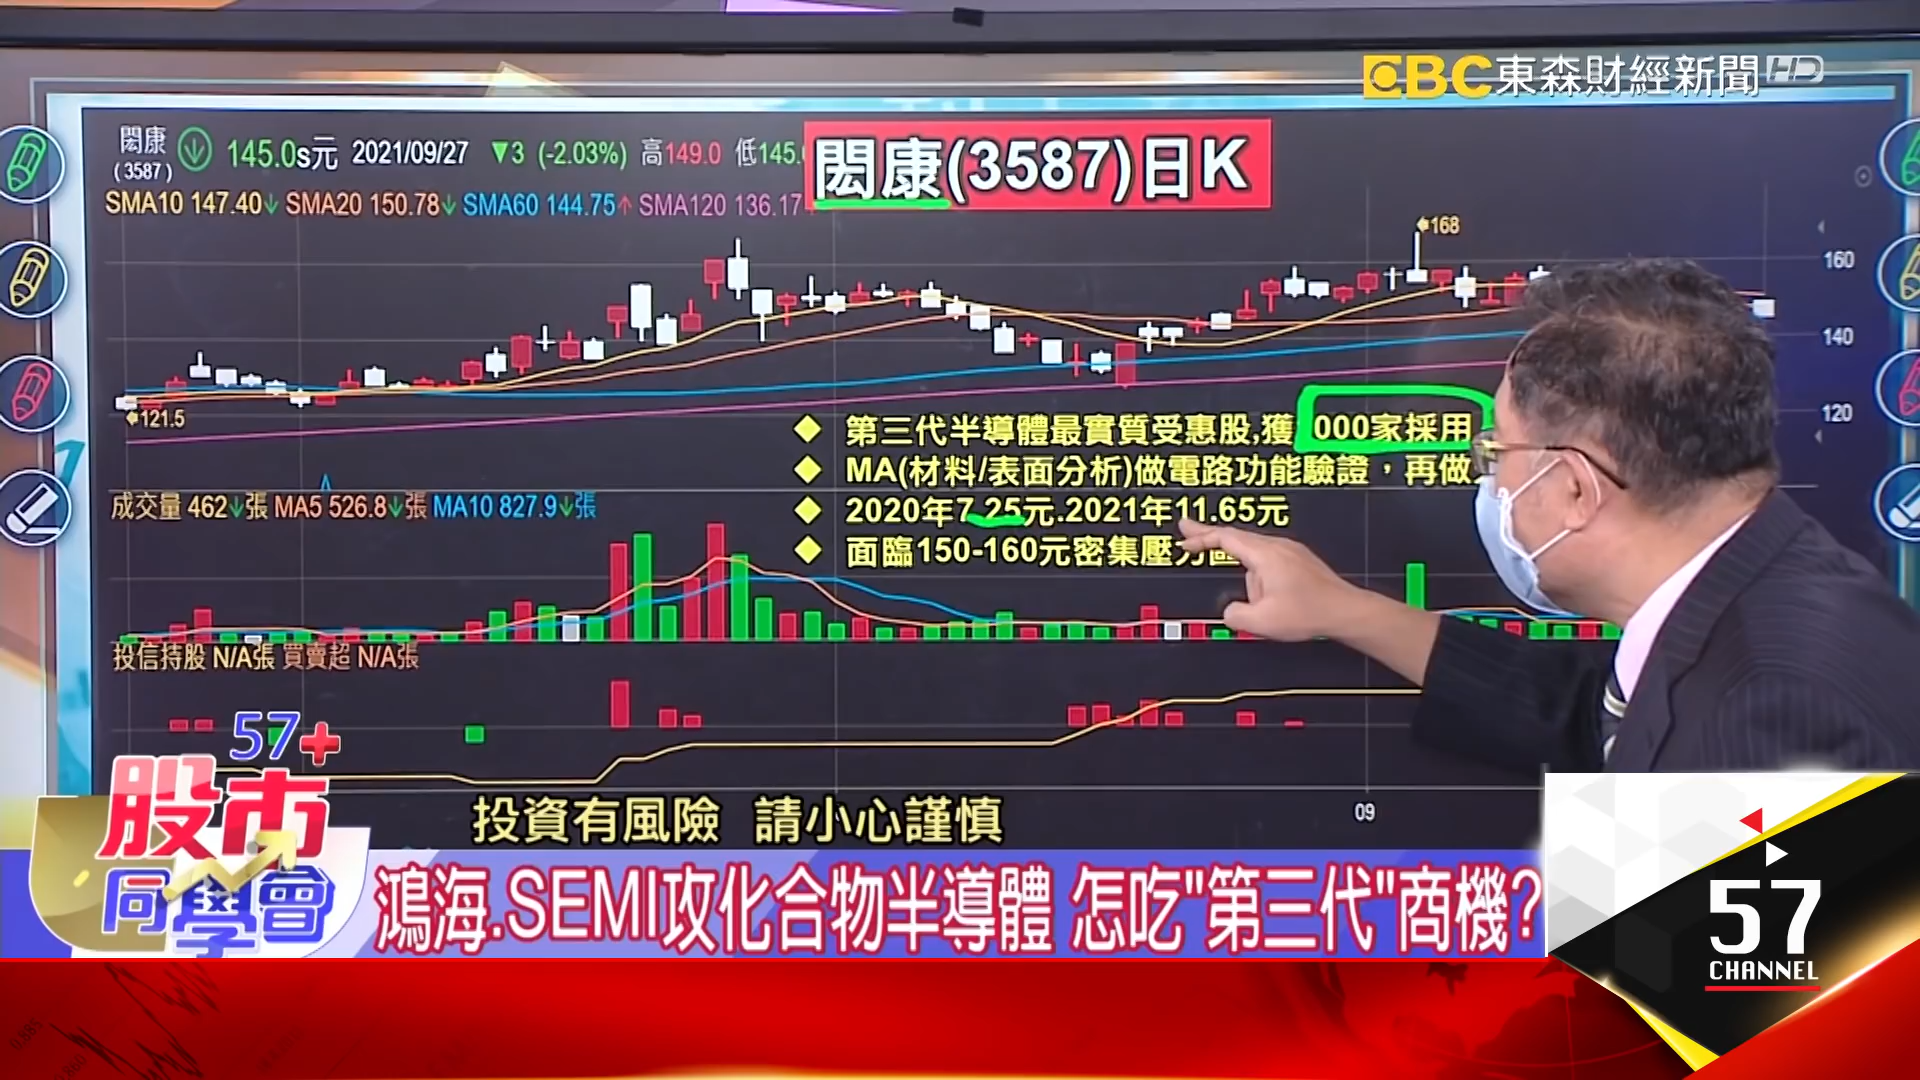 EBC東森財經新聞HD
閎康
(3587)
145.0s元 2021/09/27 ▼3 (-2.03%) 高149.0 低145.
閎康(3587)日K
SMA10 147.40↓ SMA20 150.78↓ SMA60 144.75↑ SMA120 136.17
168
160
140
120
121.5
◆ 第三代半導體最實質受惠股,獲 000家採用
◆ MA(材料/表面分析)做電路功能驗證，再做
◆ 2020年7.25元.2021年11.65元
◆ 面臨150-160元密集壓力區
成交量 462↓張 MA5 526.8↓張 MA10 827.9↓張
投信持股 N/A張 買賣超 N/A張
09
57+
股市
同學會
投資有風險 請小心謹慎
鴻海.SEMI攻化合物半導體 怎吃"第三代"商機?
57
CHANNEL